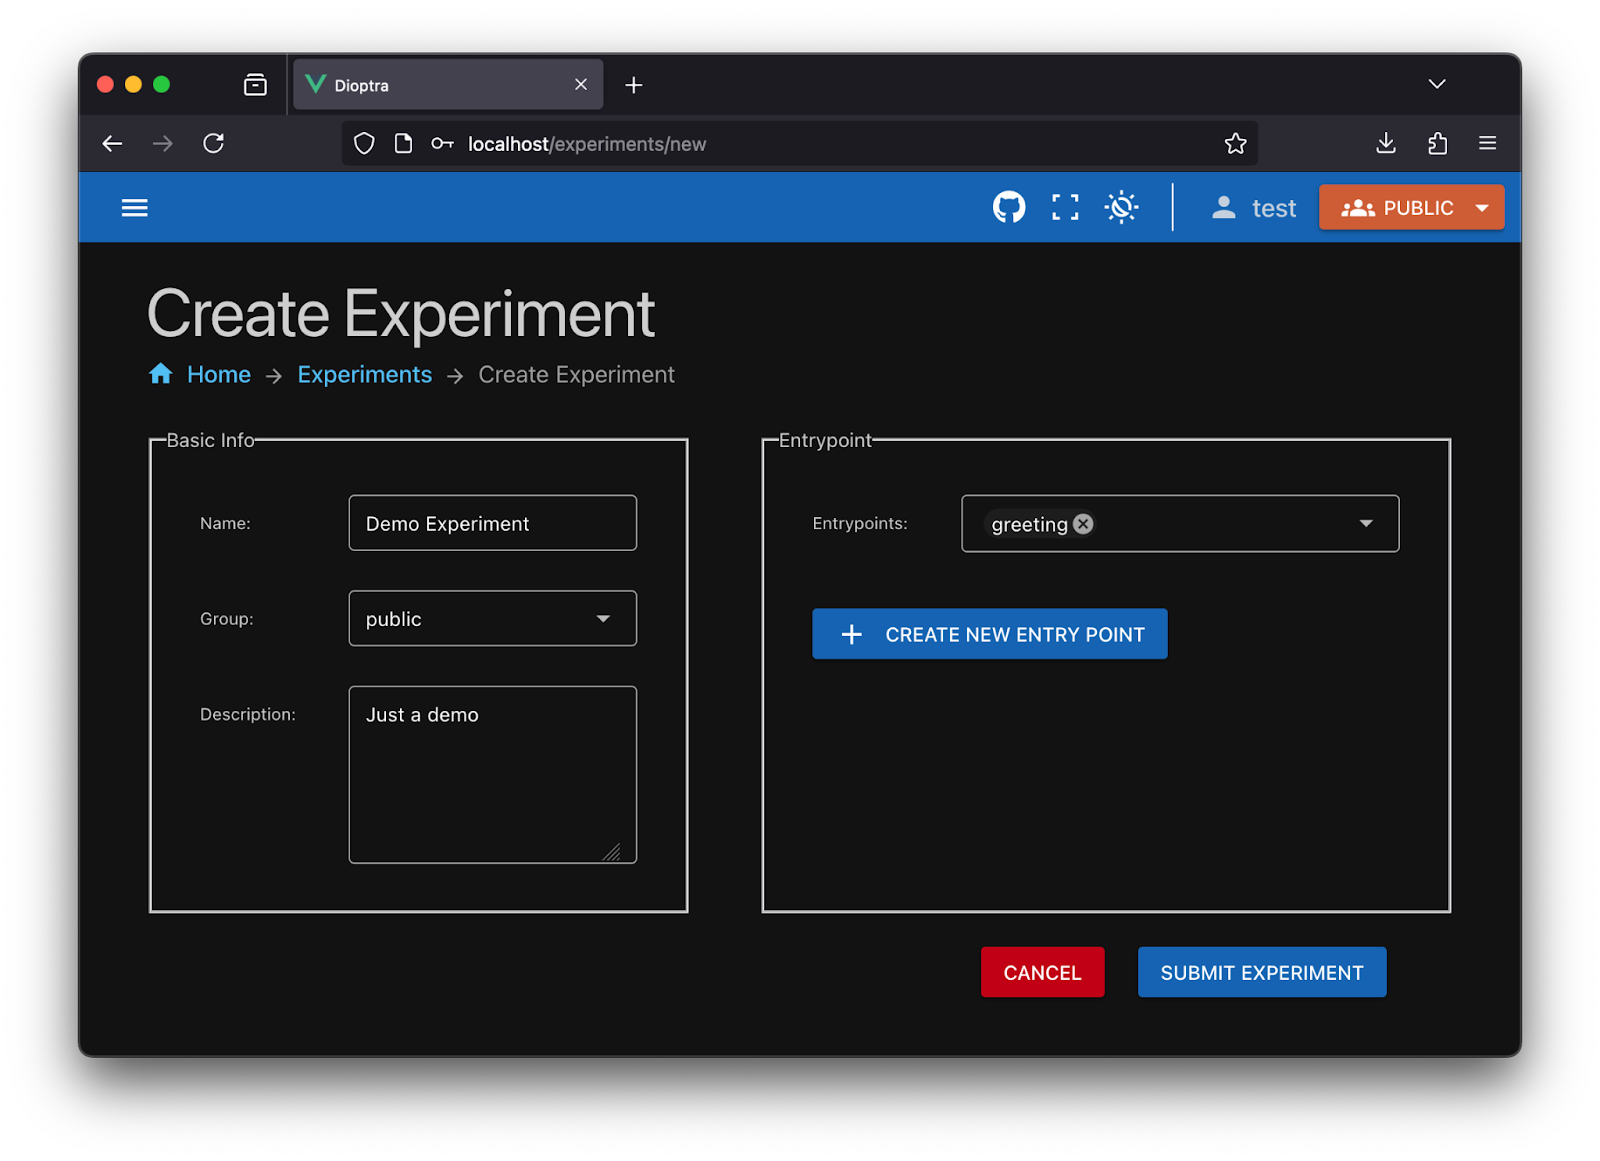 Dioptra
localhost/experiments/new
test
PUBLIC
Create Experiment
Home → Experiments → Create Experiment
Basic Info
Name:
Demo Experiment
Group:
public
Description:
Just a demo
Entrypoint
Entrypoints:
greeting
CREATE NEW ENTRY POINT
CANCEL
SUBMIT EXPERIMENT